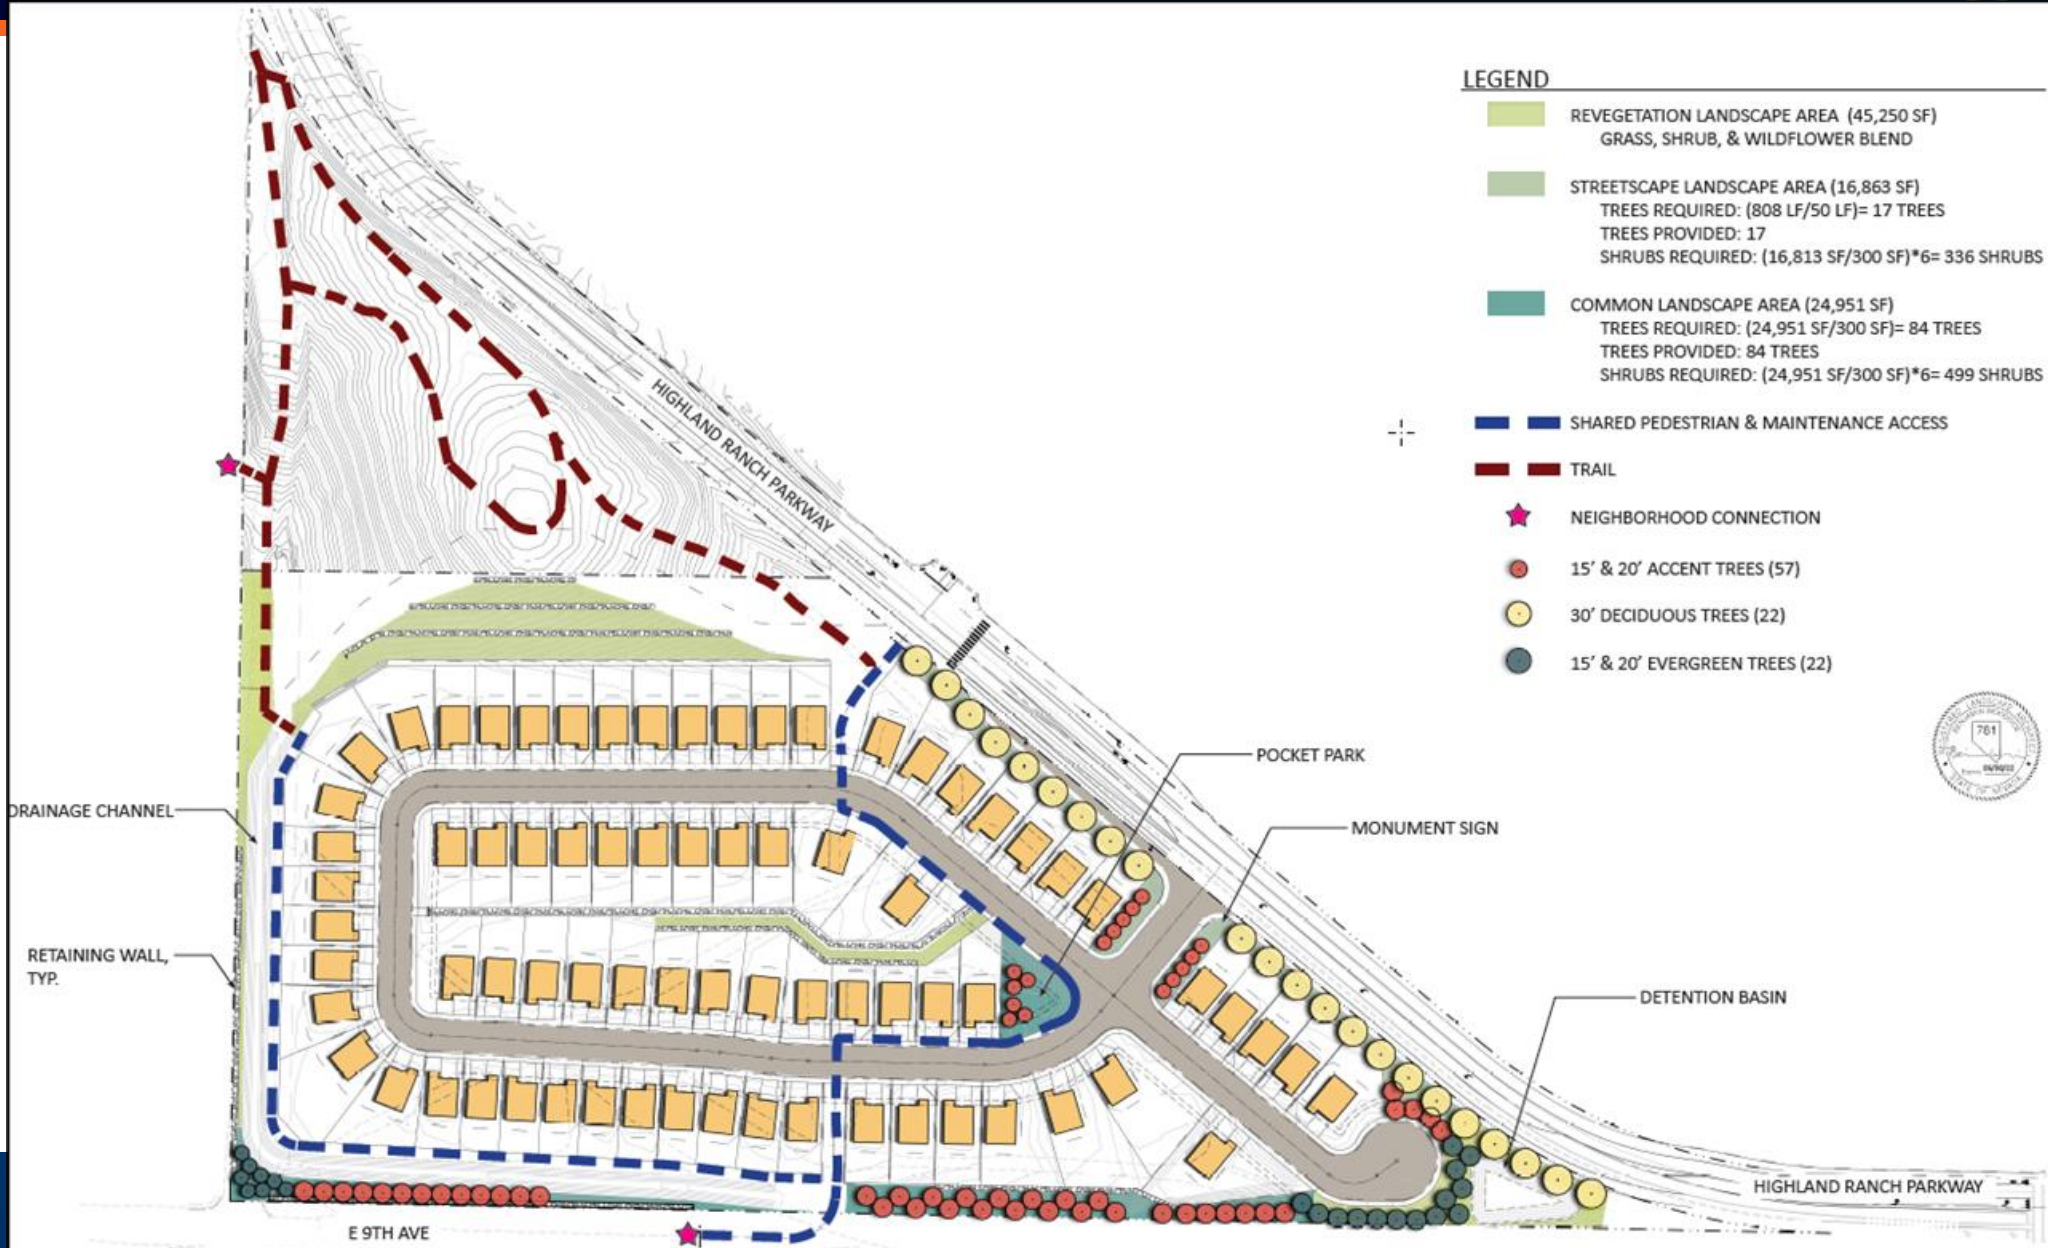 LEGEND
REVEGETATION LANDSCAPE AREA (45,250 SF)
GRASS, SHRUB, & WILDFLOWER BLEND
STREETSCAPE LANDSCAPE AREA (16,863 SF)
TREES REQUIRED: (808 LF/50 LF)= 17 TREES
TREES PROVIDED: 17
SHRUBS REQUIRED: (16,813 SF/300 SF)*6= 336 SHRUBS
COMMON LANDSCAPE AREA (24,951 SF)
TREES REQUIRED: (24,951 SF/300 SF)= 84 TREES
TREES PROVIDED: 84 TREES
SHRUBS REQUIRED: (24,951 SF/300 SF)*6= 499 SHRUBS
SHARED PEDESTRIAN & MAINTENANCE ACCESS
TRAIL
NEIGHBORHOOD CONNECTION
15' & 20' ACCENT TREES (57)
30' DECIDUOUS TREES (22)
15' & 20' EVERGREEN TREES (22)
HIGHLAND RANCH PARKWAY
761
STATE OF NEVADA
POCKET PARK
MONUMENT SIGN
DRAINAGE CHANNEL
RETAINING WALL,
TYP.
DETENTION BASIN
HIGHLAND RANCH PARKWAY
E 9TH AVE